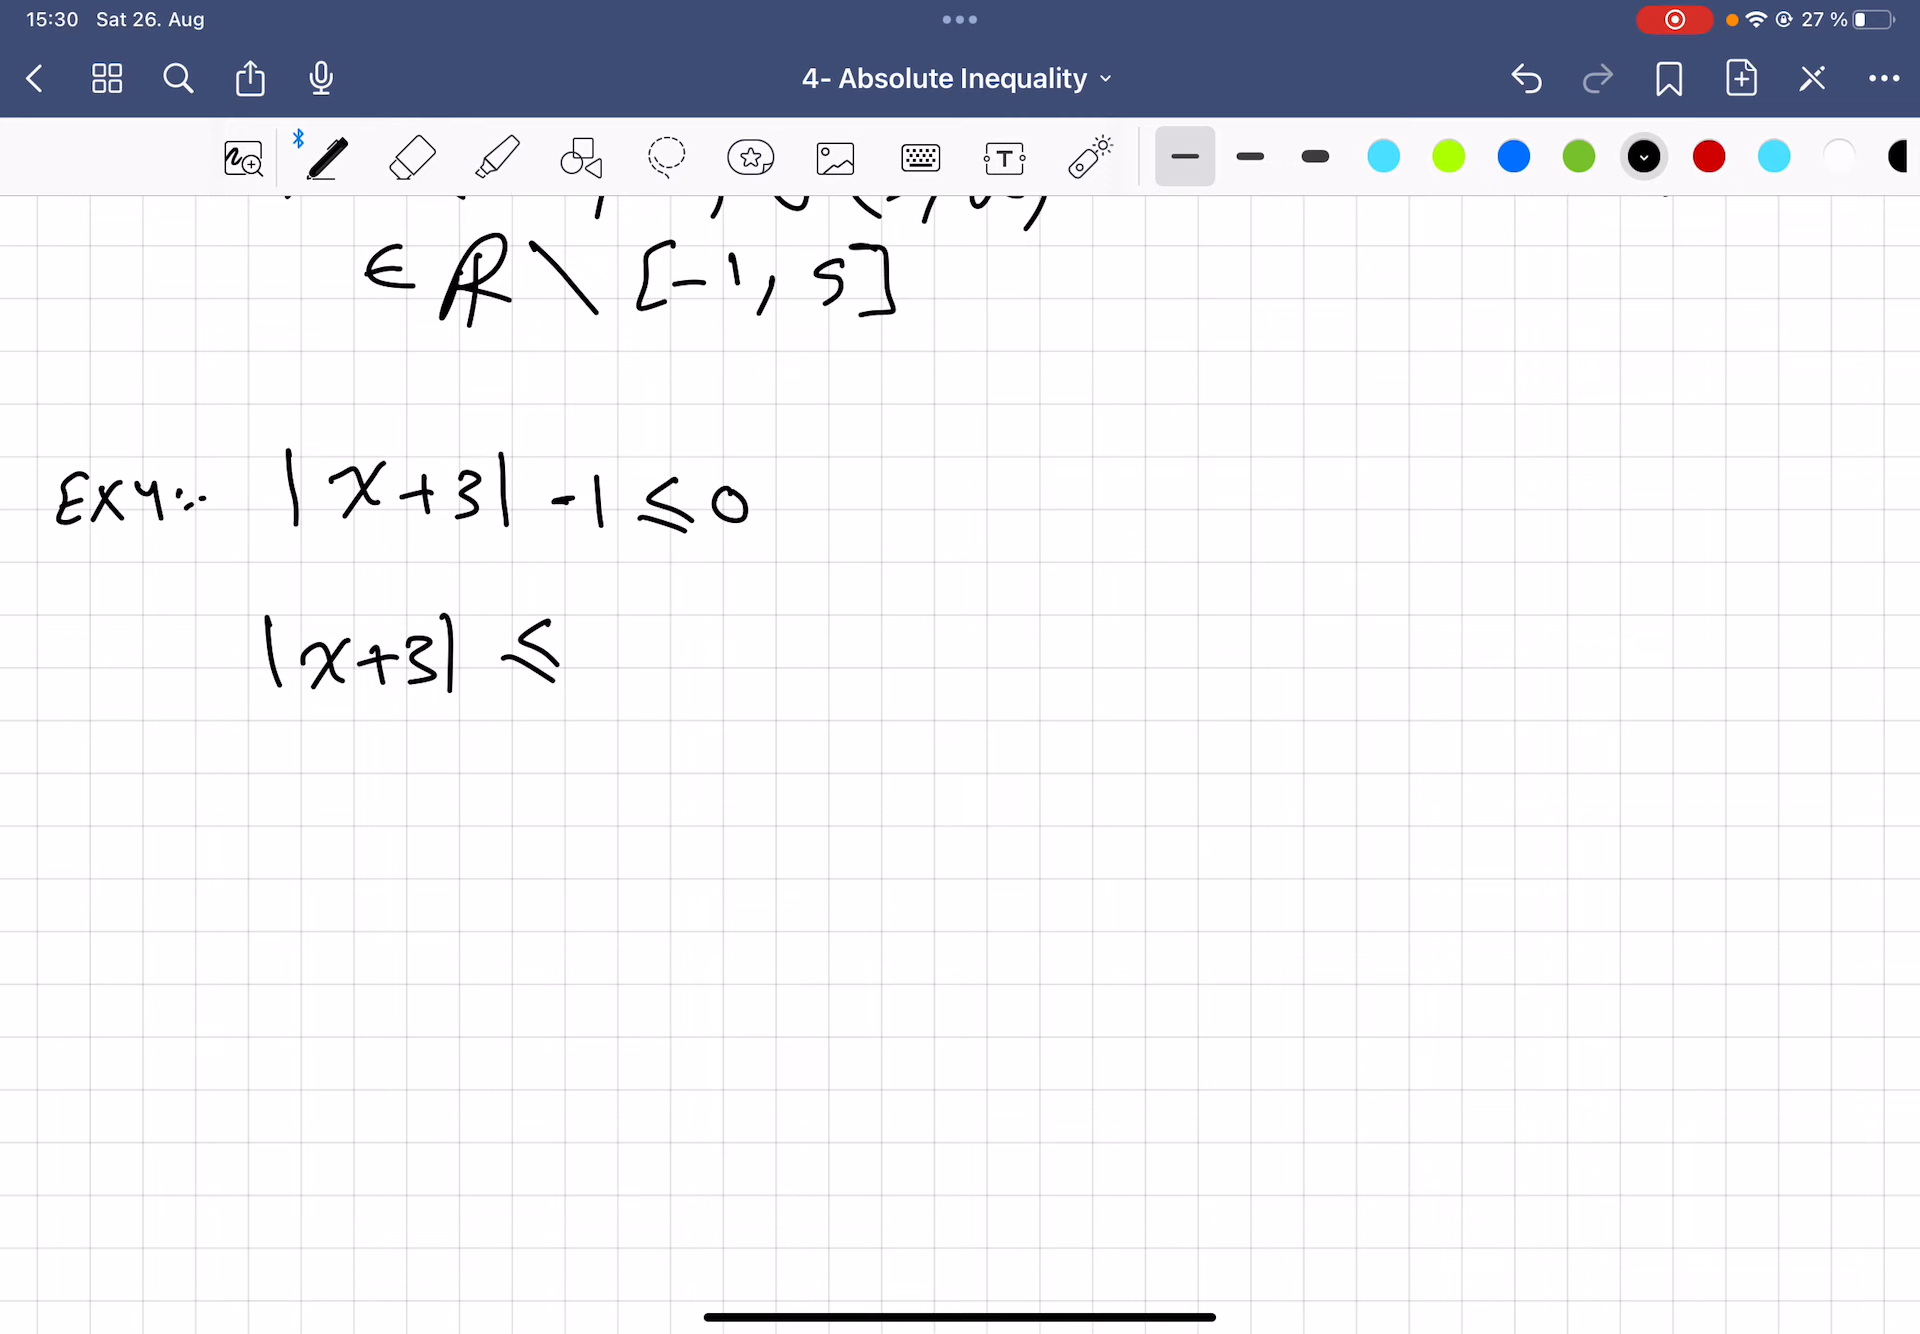 15:30 Sat 26. Aug 27 %
4- Absolute Inequality
T
∈ ℝ \ [-1, 5]
EX4:- |x+3| -1 ≤ 0
|x+3| ≤